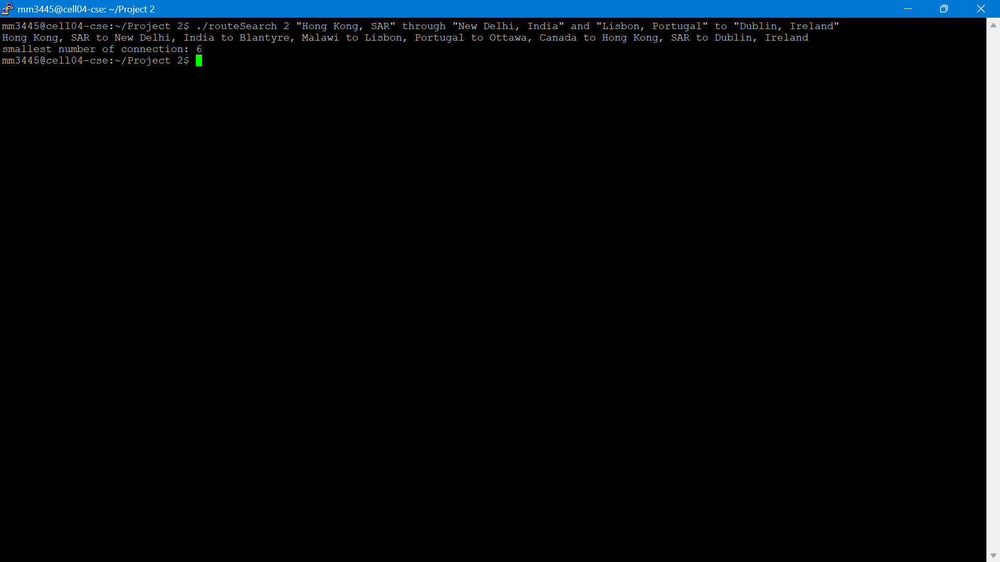 mm3445@cell04-cse: ~/Project 2
mm3445@cell04-cse:~/Project 2$ ./routeSearch 2 "Hong Kong, SAR" through "New Delhi, India" and "Lisbon, Portugal" to "Dublin, Ireland"
Hong Kong, SAR to New Delhi, India to Blantyre, Malawi to Lisbon, Portugal to Ottawa, Canada to Hong Kong, SAR to Dublin, Ireland
smallest number of connection: 6
mm3445@cell04-cse:~/Project 2$